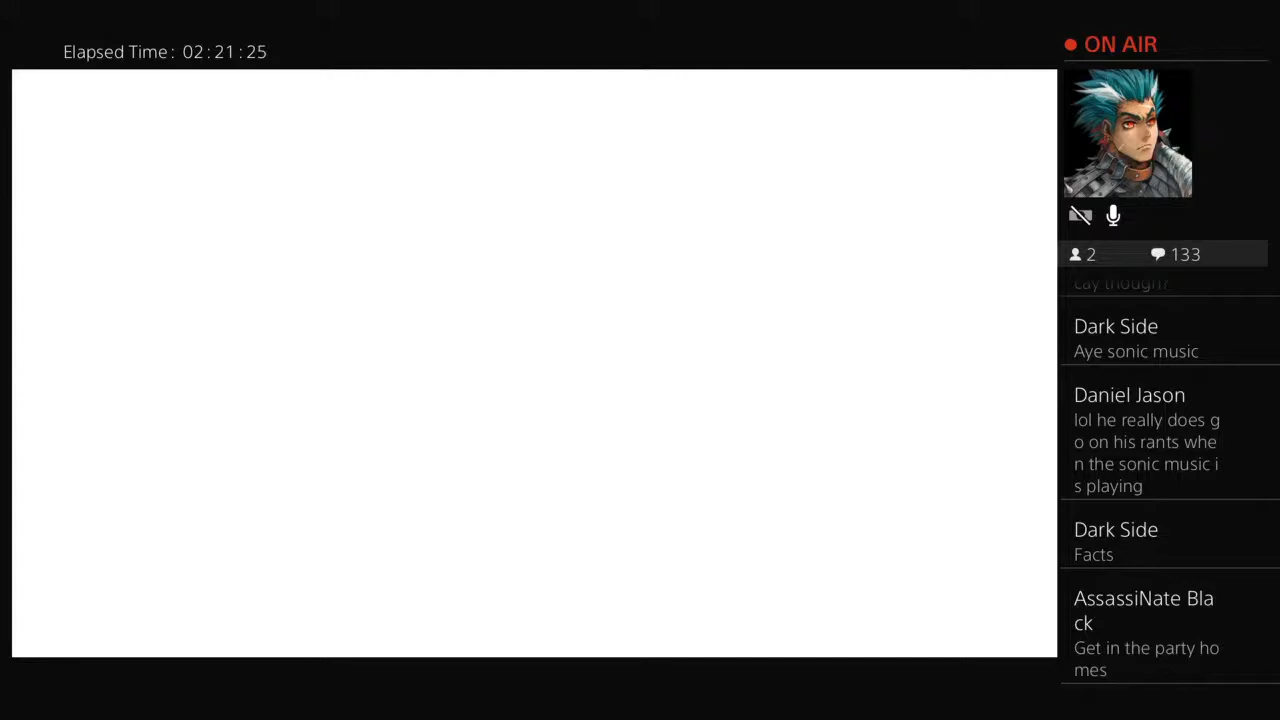 Elapsed Time: 02:21:25
ON AIR
2 133
cay though?
Dark Side
Aye sonic music
Daniel Jason
lol he really does g
o on his rants whe
n the sonic music i
s playing
Dark Side
Facts
AssassiNate Bla
ck
Get in the party ho
mes